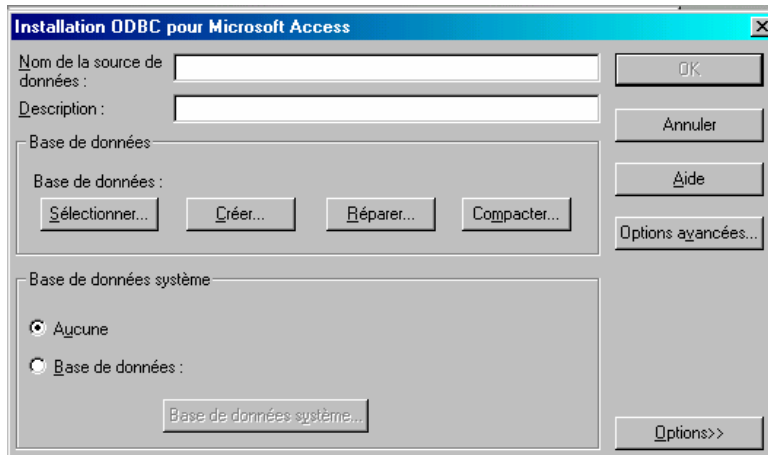 Installation ODBC pour Microsoft Access
Nom de la source de
données :
Description :
Base de données
Base de données :
Sélectionner...
Créer...
Réparer...
Compacter...
Base de données système
Aucune
Base de données :
Base de données système...
OK
Annuler
Aide
Options avancées...
Options>>